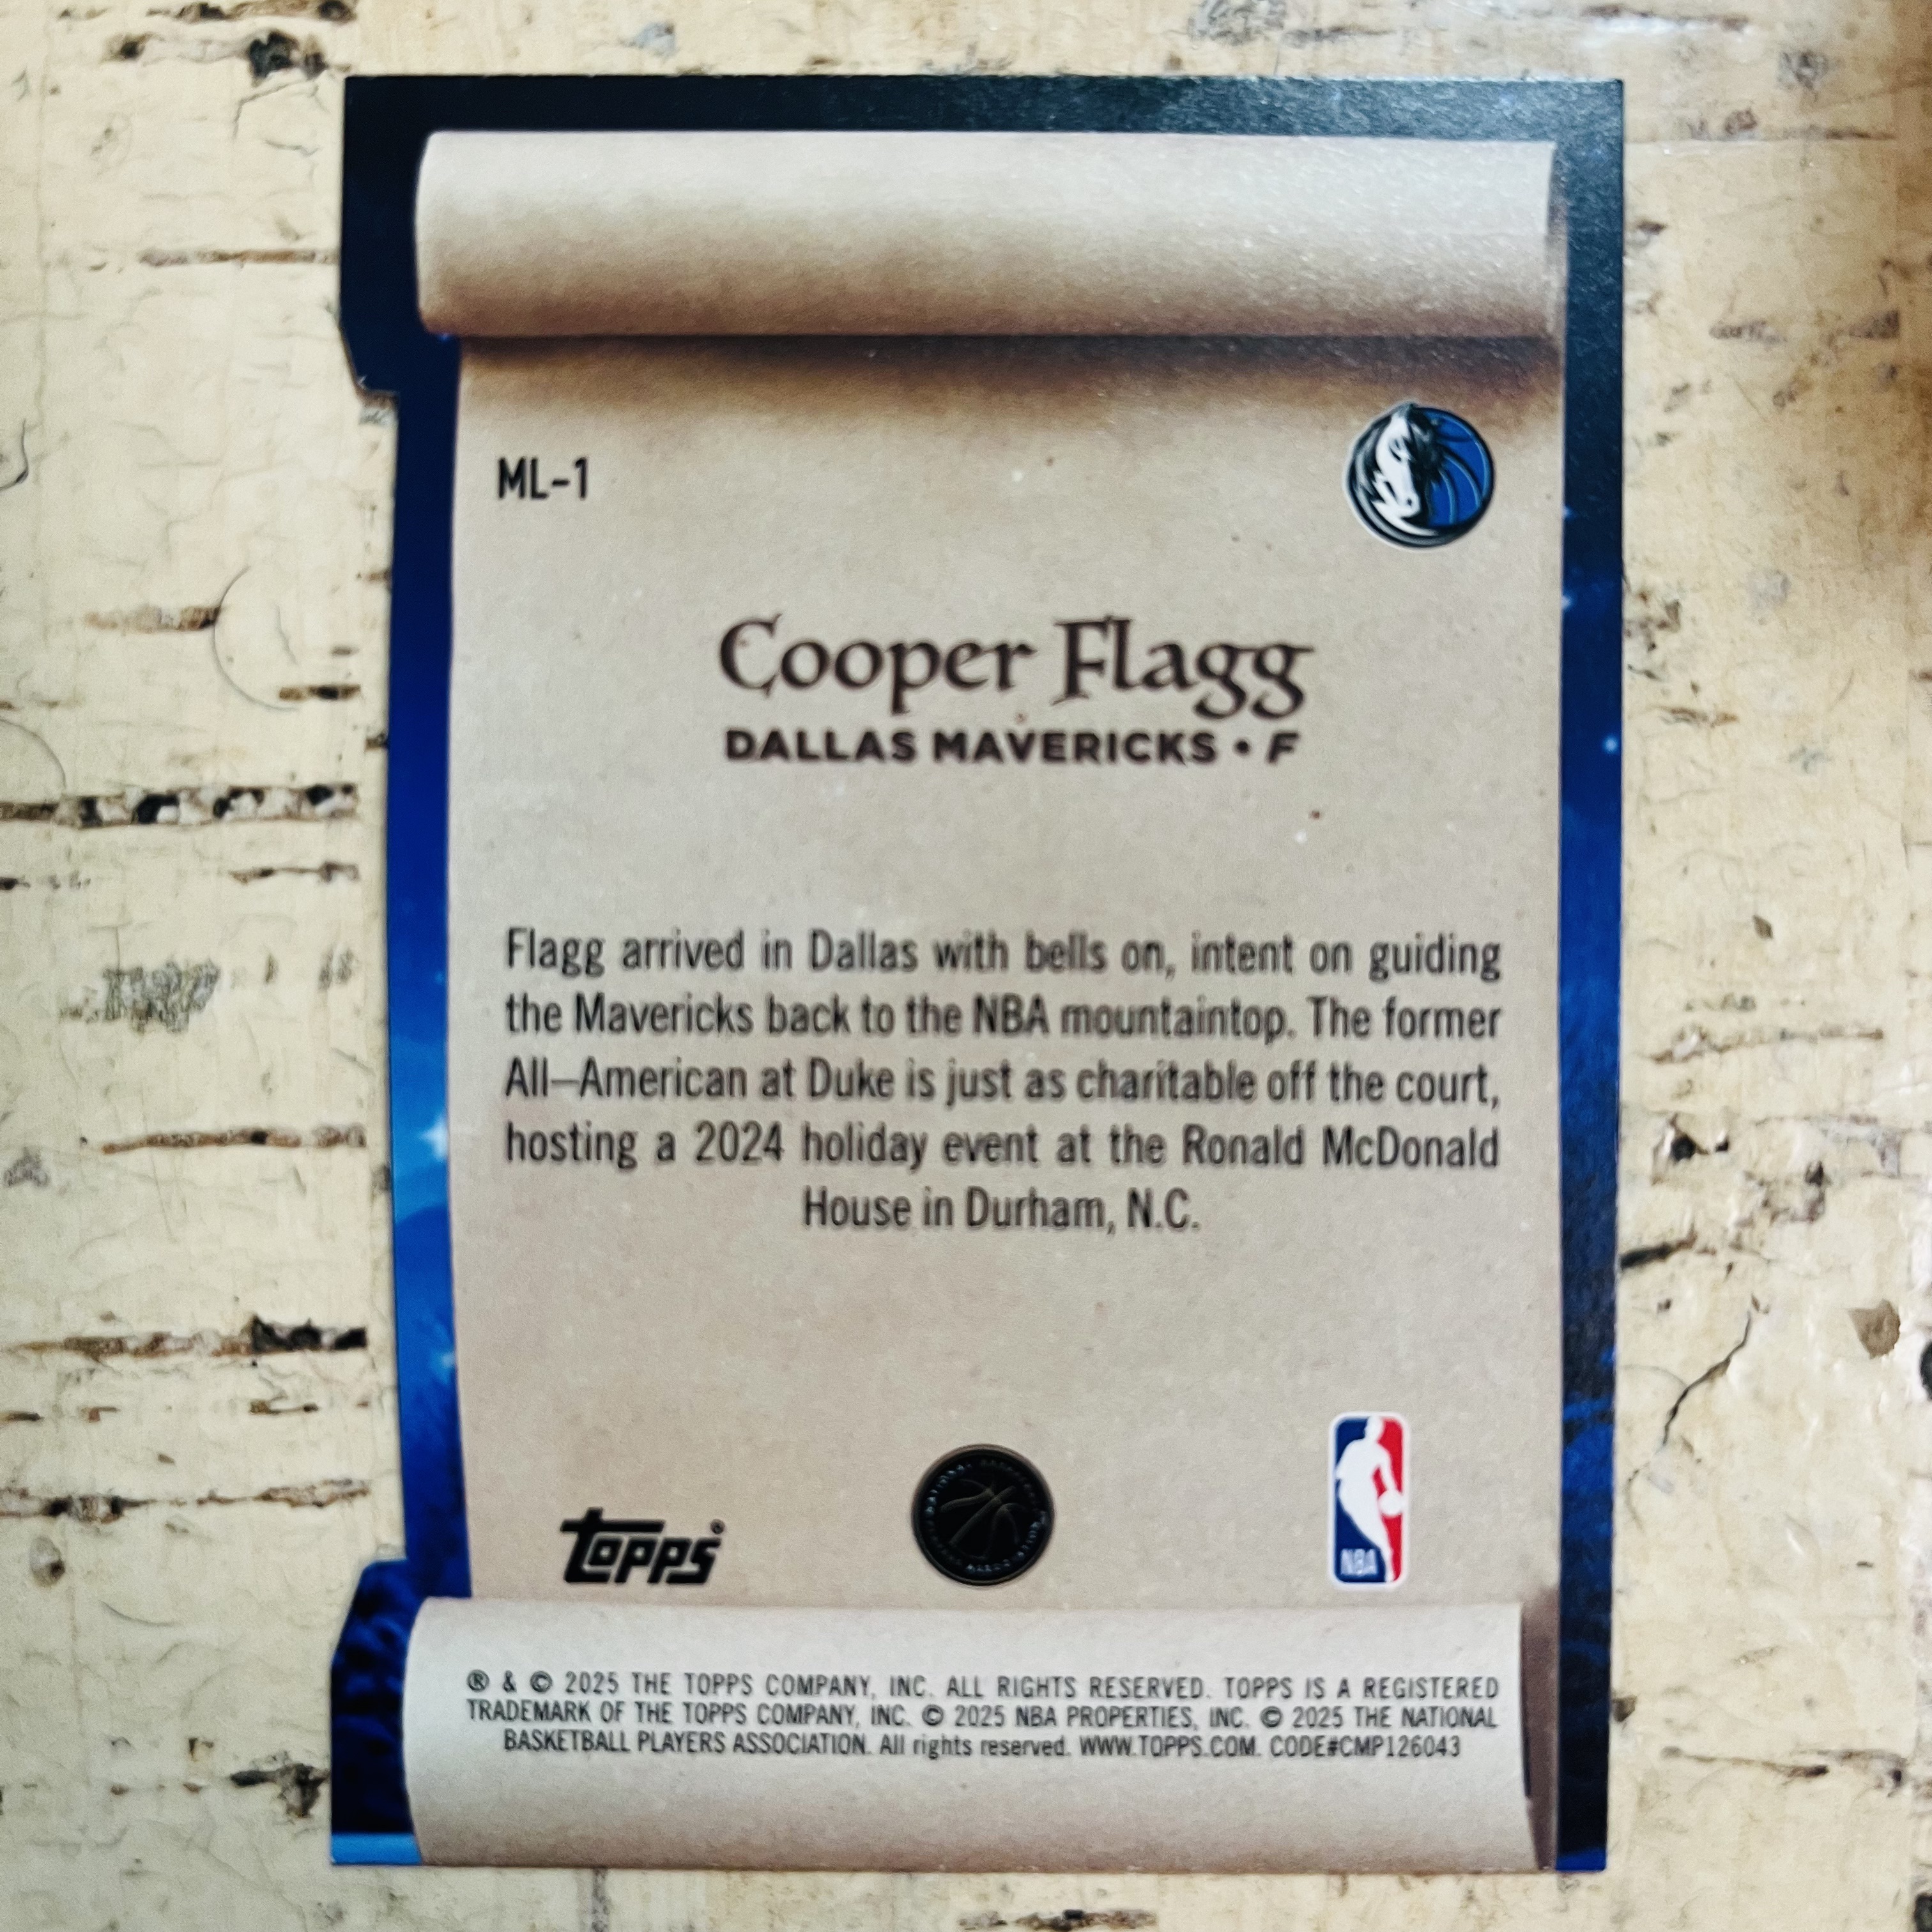 ML-1
Cooper Flagg
DALLAS MAVERICKS • F
Flagg arrived in Dallas with bells on, intent on guiding
the Mavericks back to the NBA mountaintop. The former
All–American at Duke is just as charitable off the court,
hosting a 2024 holiday event at the Ronald McDonald
House in Durham, N.C.
topps®
NBA
® & © 2025 THE TOPPS COMPANY, INC. ALL RIGHTS RESERVED. TOPPS IS A REGISTERED
TRADEMARK OF THE TOPPS COMPANY, INC. © 2025 NBA PROPERTIES, INC. © 2025 THE NATIONAL
BASKETBALL PLAYERS ASSOCIATION. All rights reserved. WWW.TOPPS.COM. CODE#CMP126043